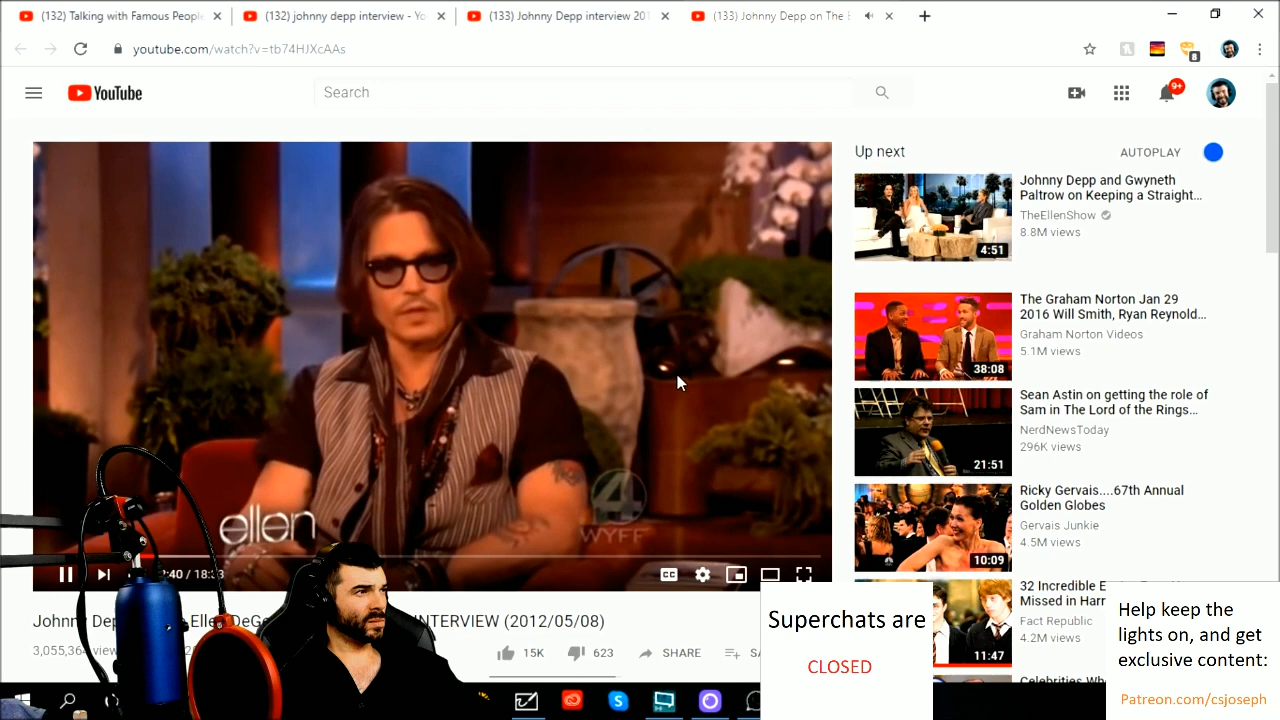 (132) Talking with Famous People
(132) johnny depp interview - Yo
(133) Johnny Depp interview 201
(133) Johnny Depp on The E
youtube.com/watch?v=tb74HJXcAAs
8
YouTube
Search
9+
Up next
AUTOPLAY
Johnny Depp and Gwyneth
Paltrow on Keeping a Straight...
TheEllenShow
8.8M views
4:51
The Graham Norton Jan 29
2016 Will Smith, Ryan Reynold...
Graham Norton Videos
5.1M views
38:08
Sean Astin on getting the role of
Sam in The Lord of the Rings...
NerdNewsToday
296K views
21:51
Ricky Gervais....67th Annual
Golden Globes
Gervais Junkie
4.5M views
10:09
32 Incredible
Missed in Harr
Fact Republic
4.2M views
11:47
ellen
4
WYFF
CC
INTERVIEW (2012/05/08)
15K
623
SHARE
Superchats are
CLOSED
Help keep the
lights on, and get
exclusive content:
Patreon.com/csjoseph